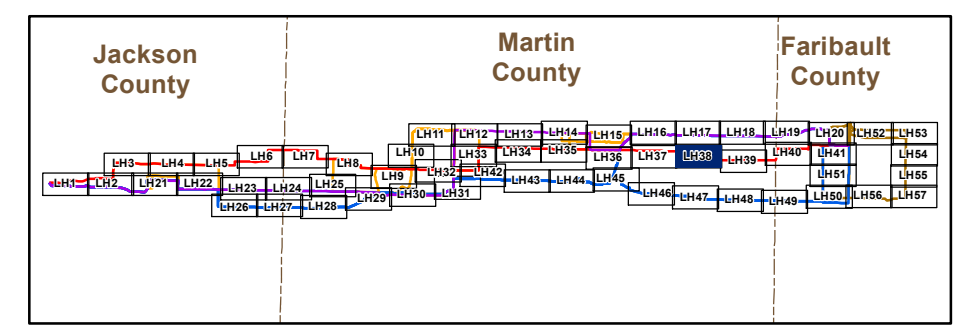 Jackson
County
Martin
County
Faribault
County
LH11 LH12 LH13 LH14 LH15 LH16 LH17 LH18 LH19 LH20 LH52 LH53
LH3 LH4 LH5 LH6 LH7 LH8 LH10 LH33 LH34 LH35 LH36 LH37 LH38 LH39 LH40 LH41 LH54
LH1 LH2 LH21 LH22 LH23 LH24 LH25 LH9 LH32 LH42 LH43 LH44 LH45 LH51 LH55
LH26 LH27 LH28 LH29 LH30 LH31 LH46 LH47 LH48 LH49 LH50 LH56 LH57